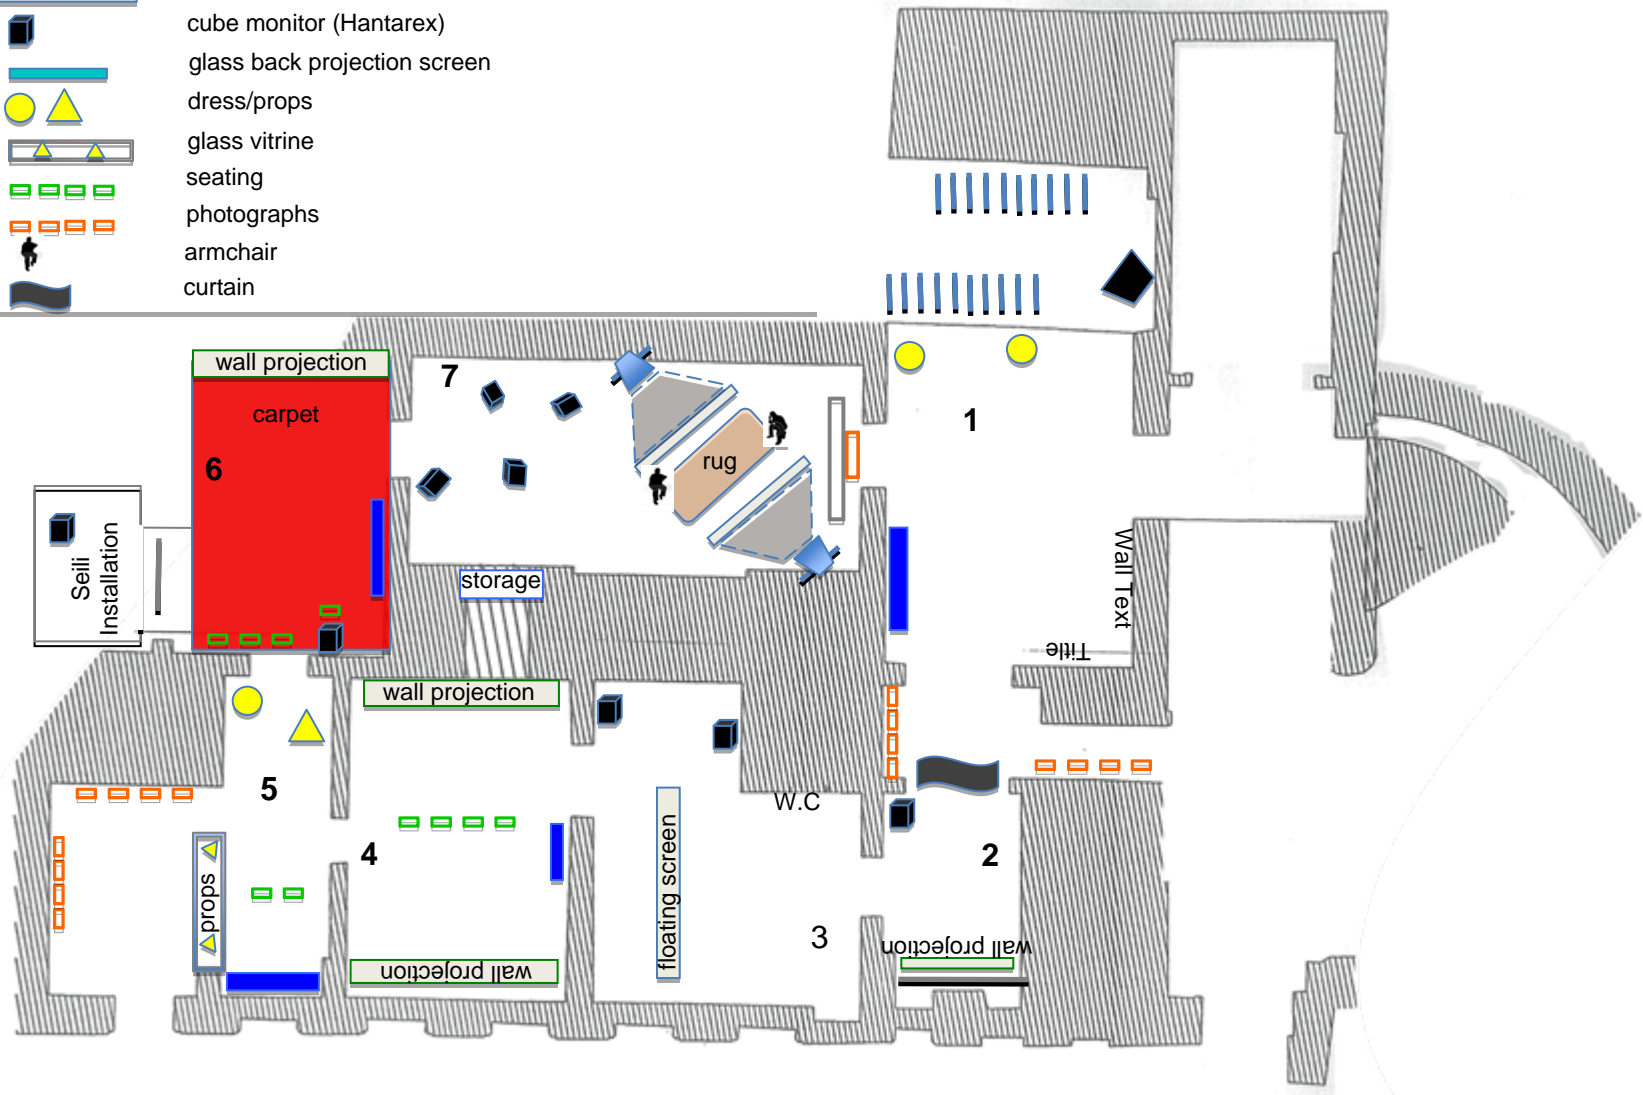 cube monitor (Hantarex)
glass back projection screen
dress/props
glass vitrine
seating
photographs
armchair
curtain
wall projection
carpet
7
6
rug
1
Seili
Installation
storage
Wall Text
Title
wall projection
5
W.C
4
2
props
floating screen
3
wall projection
wall projection